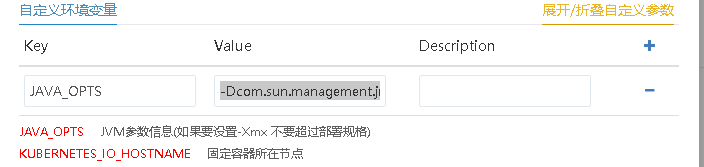 自定义环境变量 展开/折叠自定义参数
Key Value Description +
JAVA_OPTS -Dcom.sun.management.j −
JAVA_OPTS JVM参数信息(如果要设置-Xmx 不要超过部署规格)
KUBERNETES_IO_HOSTNAME 固定容器所在节点